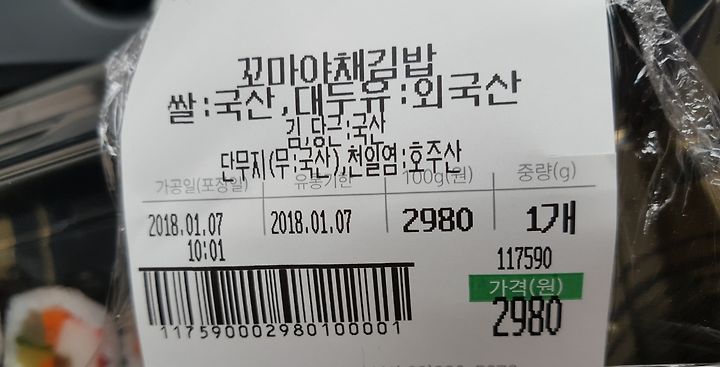 꼬마야채김밥
쌀:국산,대두유:외국산
김,당근:국산
단무지(무:국산),천일염:호주산
가공일(포장일) 유통기한 100g(원) 중량(g)
2018.01.07 2018.01.07 2980 1개
10:01
117590
가격(원)
2980
117590002980100001